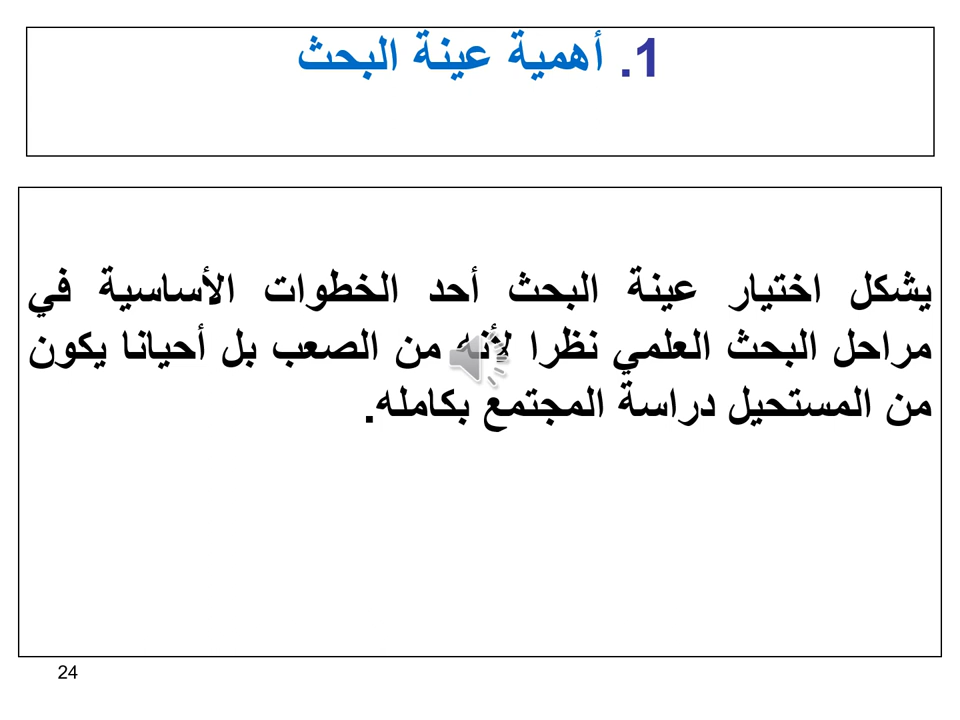 1. أهمية عينة البحث
يشكل اختيار عينة البحث أحد الخطوات الأساسية في
مراحل البحث العلمي نظرا لأنه من الصعب بل أحيانا يكون
من المستحيل دراسة المجتمع بكامله.
24